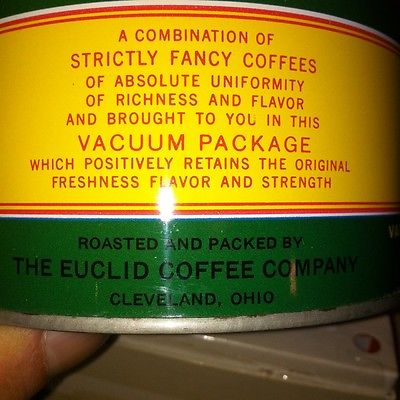 A COMBINATION OF
STRICTLY FANCY COFFEES
OF ABSOLUTE UNIFORMITY
OF RICHNESS AND FLAVOR
AND BROUGHT TO YOU IN THIS
VACUUM PACKAGE
WHICH POSITIVELY RETAINS THE ORIGINAL
FRESHNESS FLAVOR AND STRENGTH
ROASTED AND PACKED BY
THE EUCLID COFFEE COMPANY
CLEVELAND, OHIO